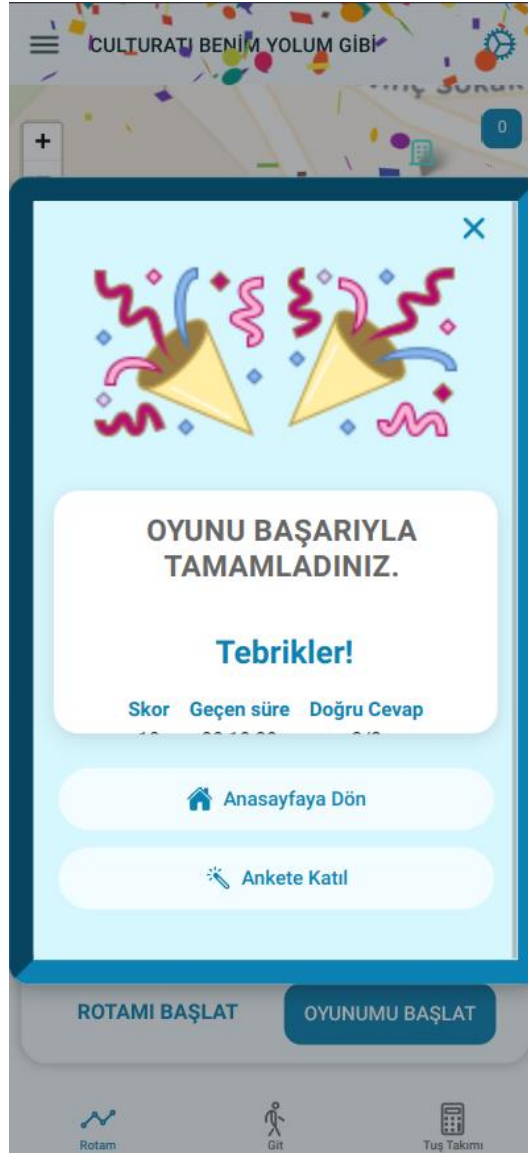 CULTURATI BENİM YOLUM GİBİ
0
+
OYUNU BAŞARIYLA
TAMAMLADINIZ.
Tebrikler!
Skor Geçen süre Doğru Cevap
Anasayfaya Dön
Ankete Katıl
ROTAMI BAŞLAT OYUNUMU BAŞLAT
Rotam Git Tuş Takımı